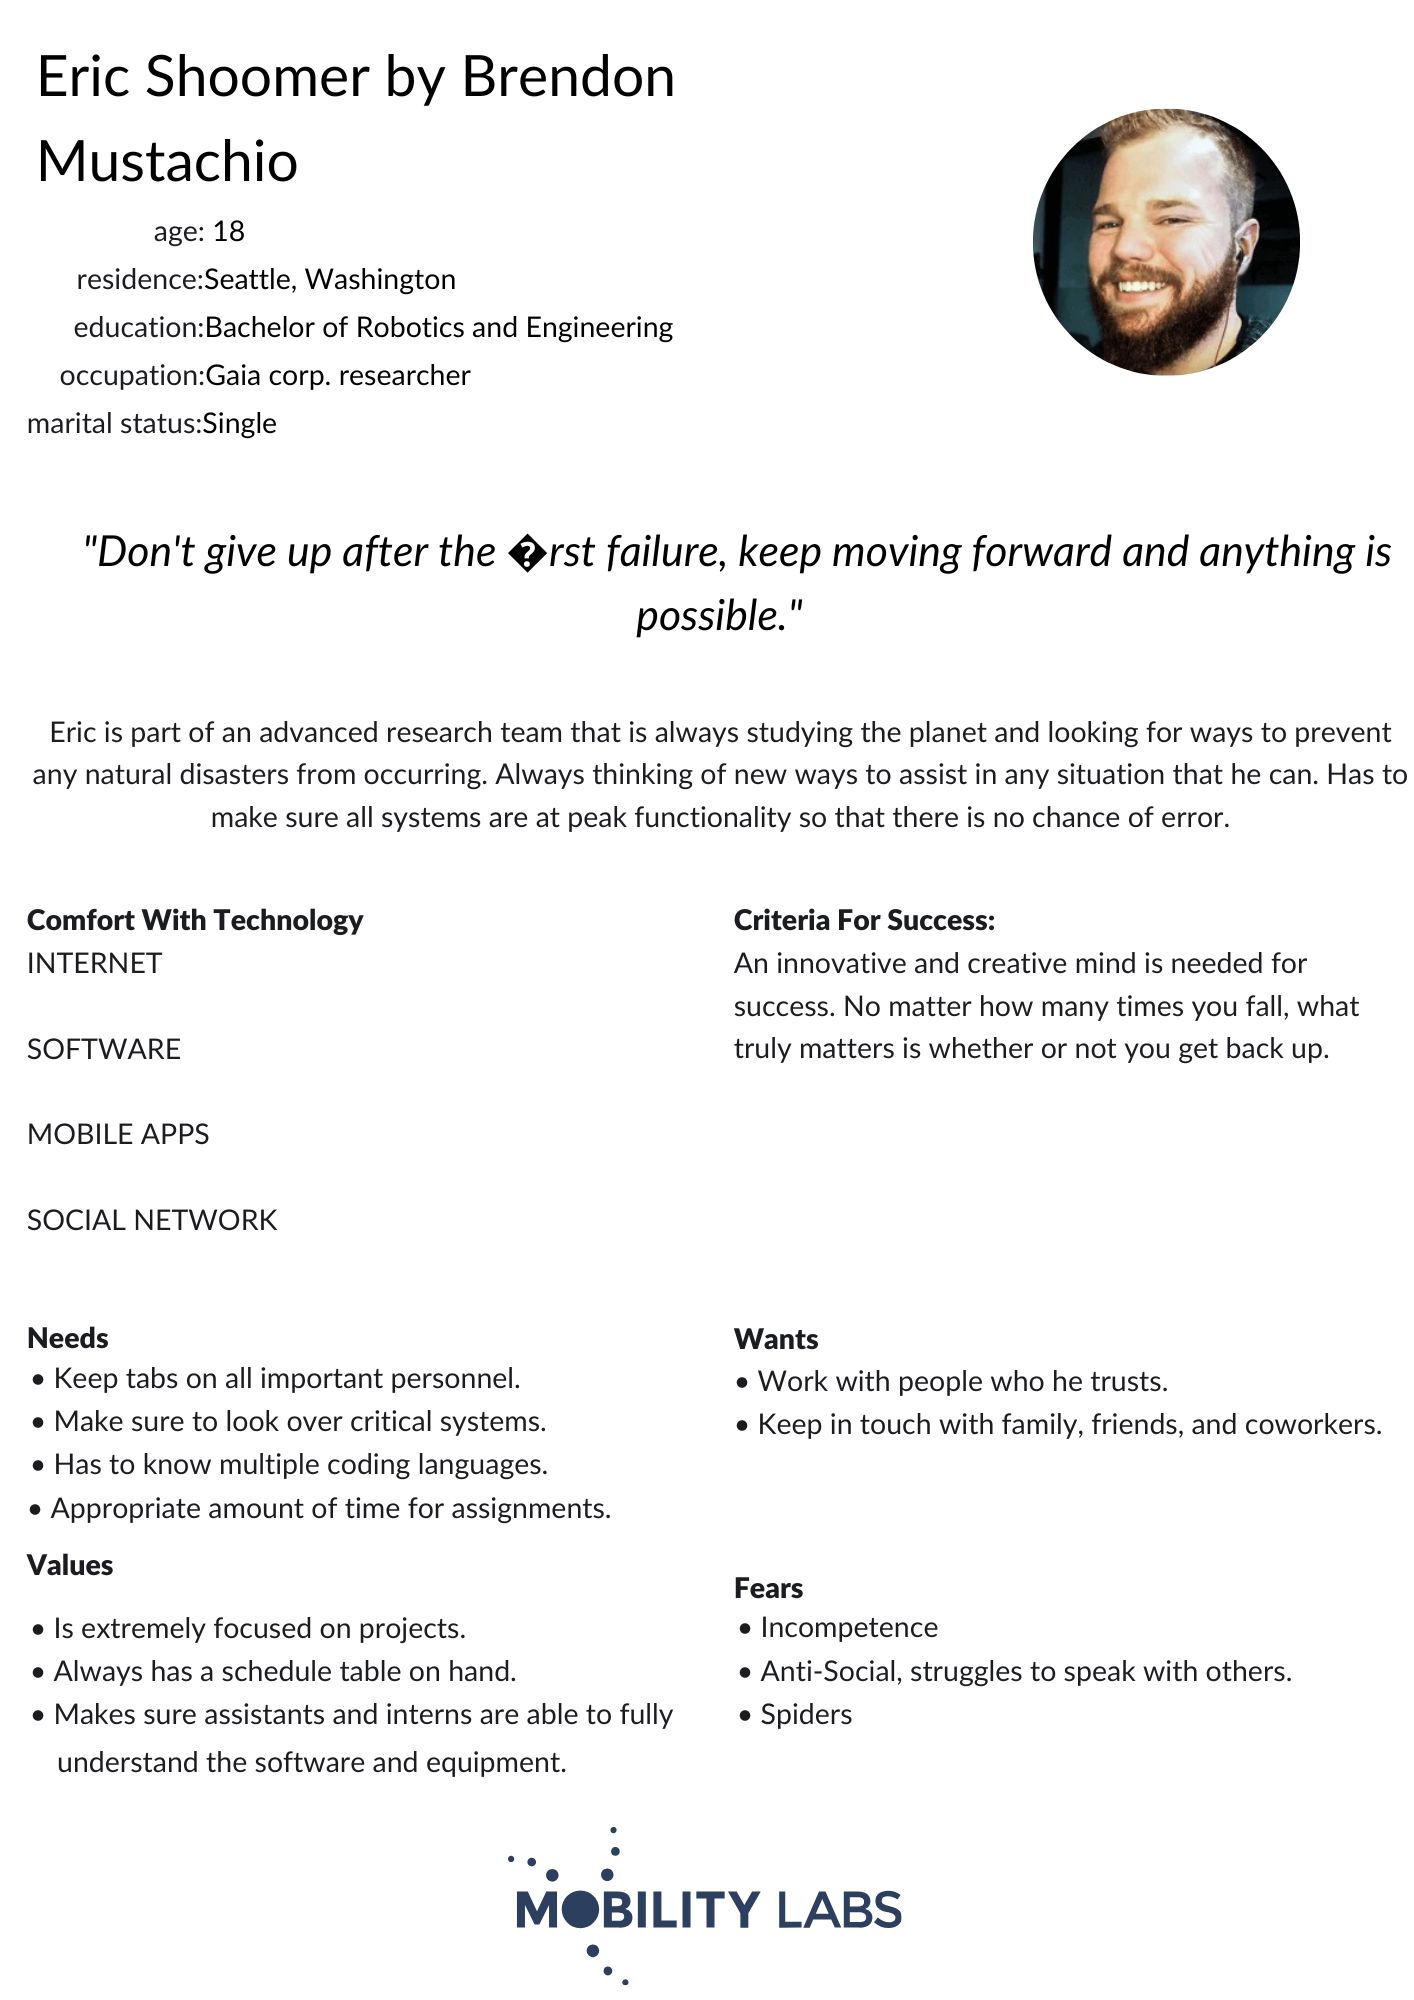 Eric Shoomer by Brendon
Mustachio
age: 18
residence:Seattle, Washington
education:Bachelor of Robotics and Engineering
occupation:Gaia corp. researcher
marital status:Single
"Don't give up after the �rst failure, keep moving forward and anything is
possible."
Eric is part of an advanced research team that is always studying the planet and looking for ways to prevent
any natural disasters from occurring. Always thinking of new ways to assist in any situation that he can. Has to
make sure all systems are at peak functionality so that there is no chance of error.
Comfort With Technology
INTERNET
SOFTWARE
MOBILE APPS
SOCIAL NETWORK
Criteria For Success:
An innovative and creative mind is needed for
success. No matter how many times you fall, what
truly matters is whether or not you get back up.
Needs
• Keep tabs on all important personnel.
• Make sure to look over critical systems.
• Has to know multiple coding languages.
• Appropriate amount of time for assignments.
Wants
• Work with people who he trusts.
• Keep in touch with family, friends, and coworkers.
Values
• Is extremely focused on projects.
• Always has a schedule table on hand.
• Makes sure assistants and interns are able to fully
understand the software and equipment.
Fears
• Incompetence
• Anti-Social, struggles to speak with others.
• Spiders
MOBILITY LABS